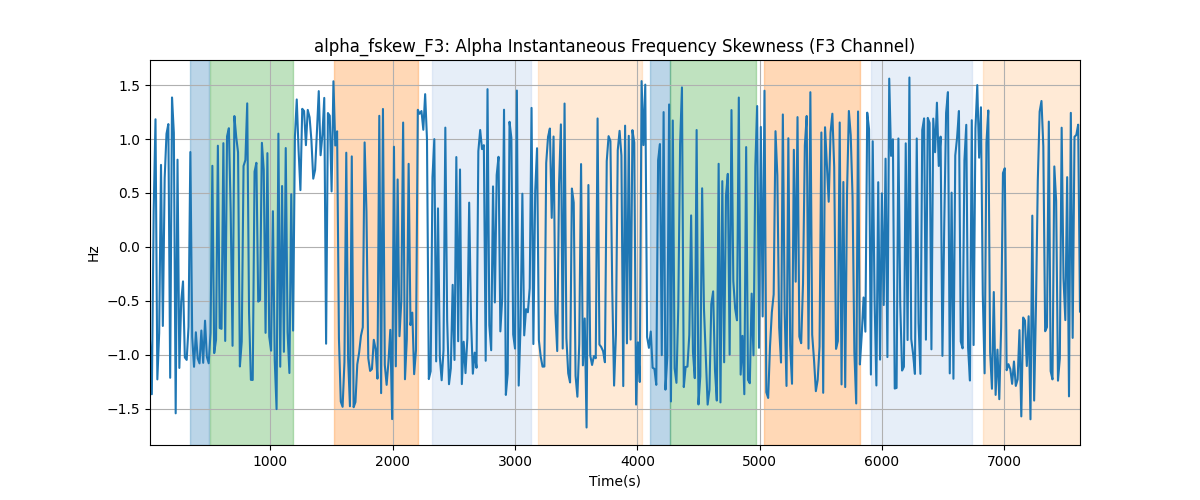 alpha_fskew_F3: Alpha Instantaneous Frequency Skewness (F3 Channel)
1.5
1.0
0.5
0.0
−0.5
−1.0
−1.5
Hz
1000 2000 3000 4000 5000 6000 7000
Time(s)